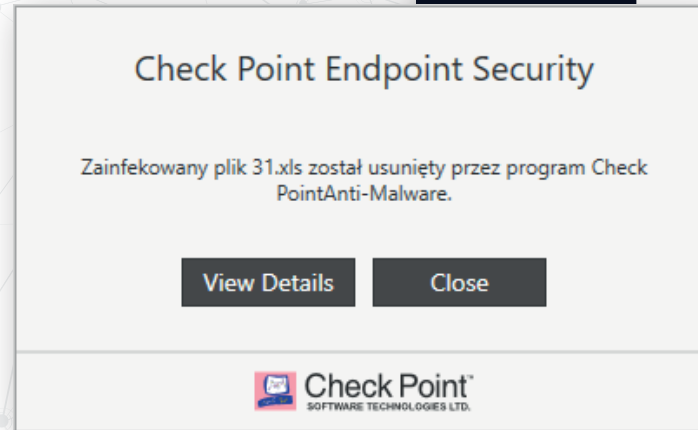 Check Point Endpoint Security
Zainfekowany plik 31.xls został usunięty przez program Check
PointAnti-Malware.
View Details
Close
Check Point™
SOFTWARE TECHNOLOGIES LTD.